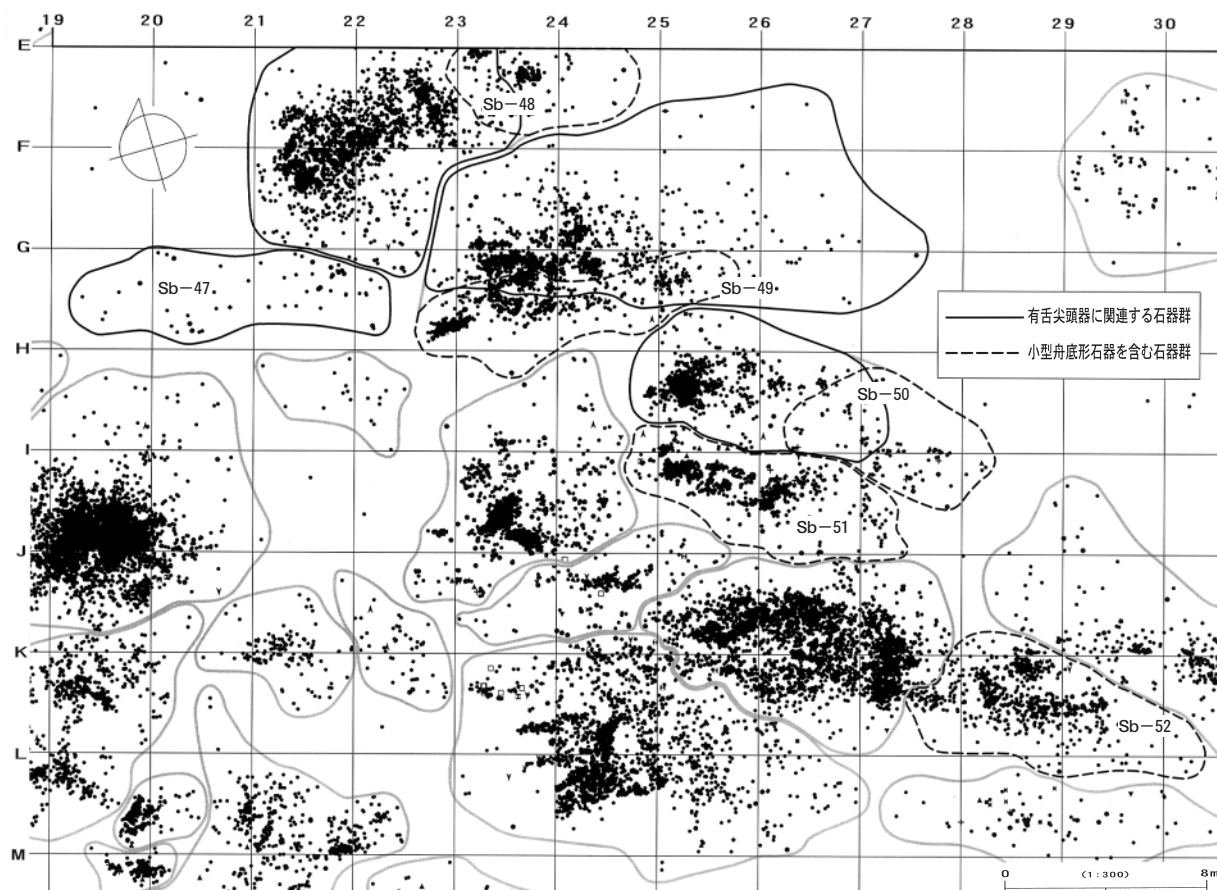 19 20 21 22 23 24 25 26 27 28 29 30
E
Sb-48
F
G
Sb-47
Sb-49
有舌尖頭器に関連する石器群
小型舟底形石器を含む石器群
H
Sb-50
I
Sb-51
J
K
Sb-52
L
M
0 (1:300) 8m